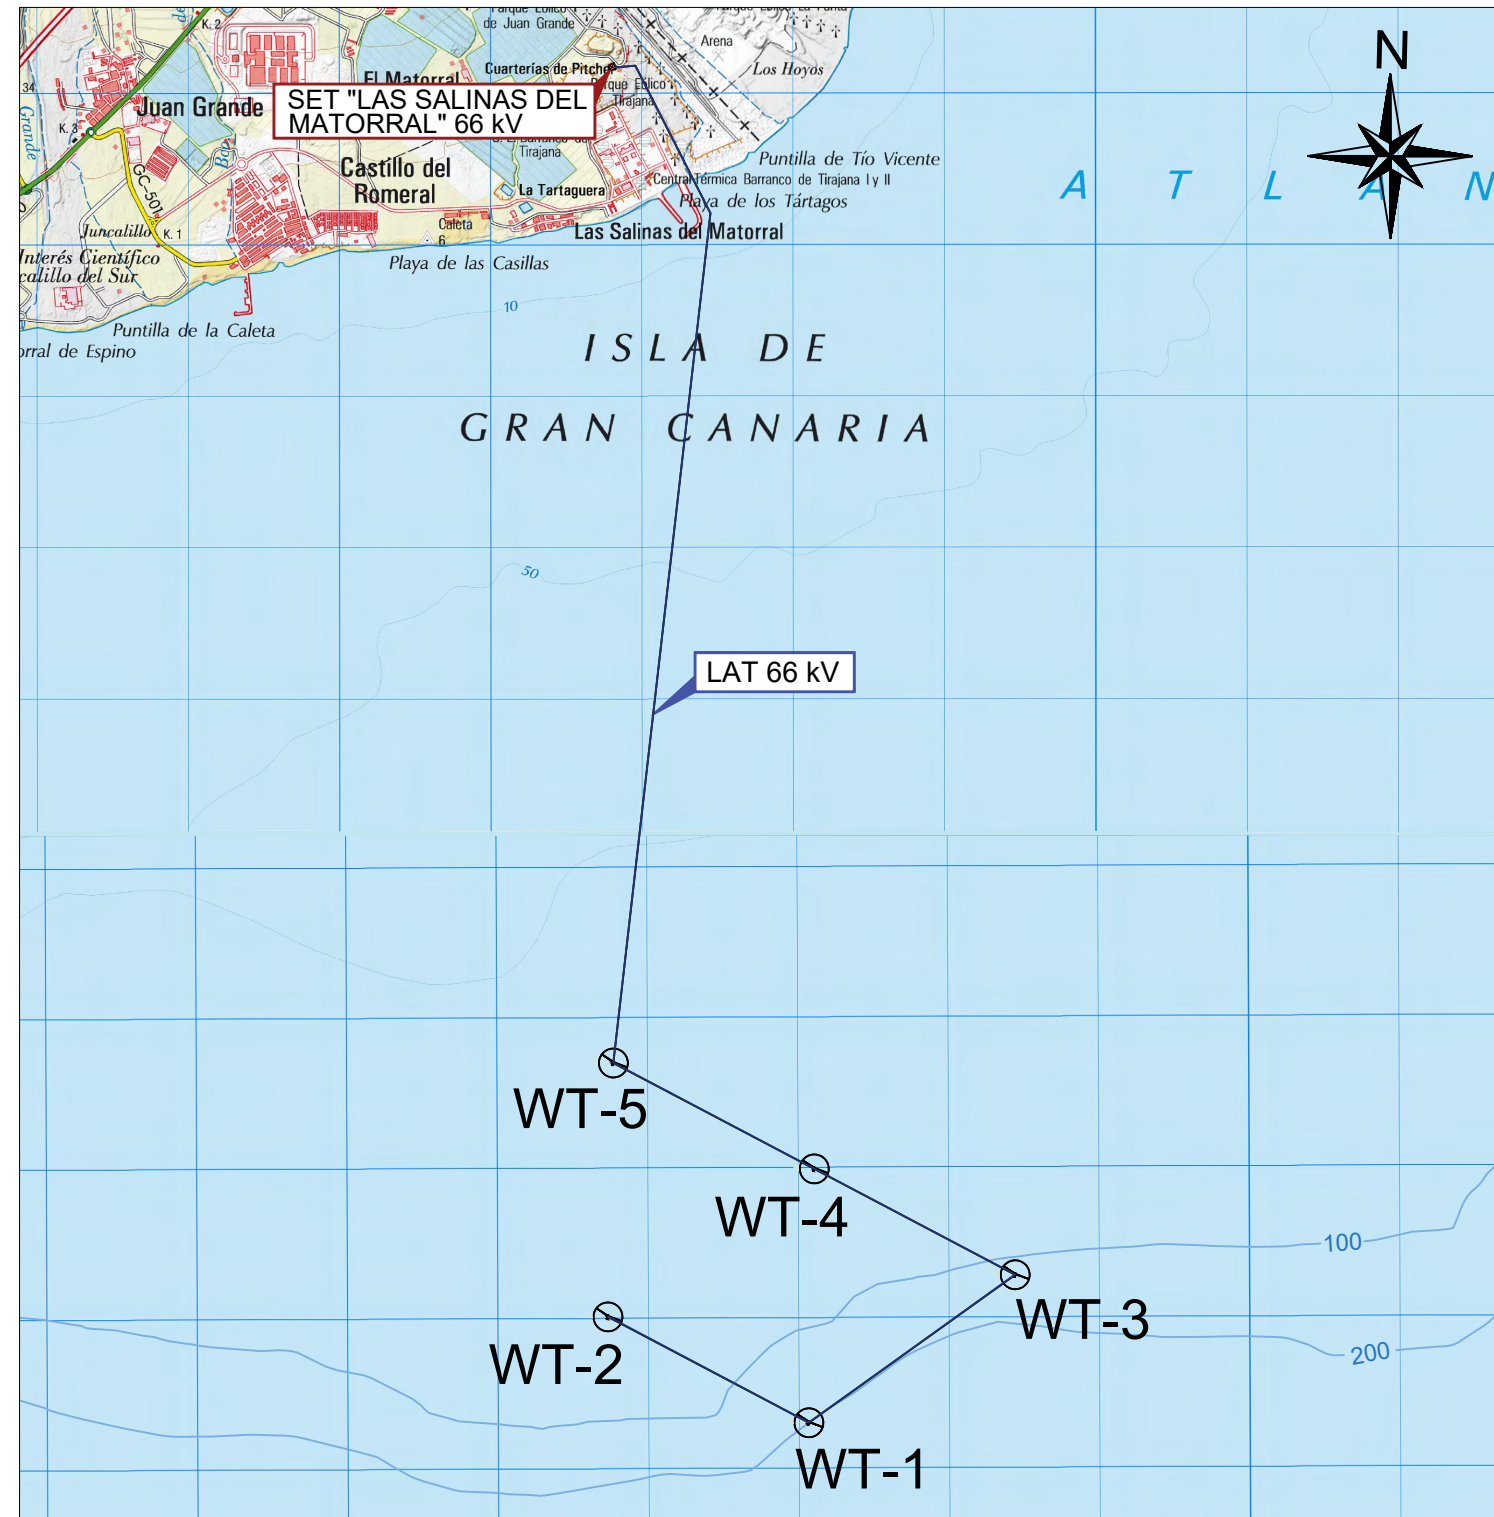 Parque Eólico
de Juan Grande
K. 2
Arena
Los Hoyos
N
El Matorral
Cuarterías de Pitcher
34
Juan Grande
SET "LAS SALINAS DEL
MATORRAL" 66 kV
Parque Eólico
Tirajana
Grande
K. 3
Tirajana
Castillo del
Romeral
GC-501
La Tartaguera
Puntilla de Tío Vicente
Central Térmica Barranco de Tirajana I y II
Playa de los Tártagos
A T L A N
Juncalillo
K. 1
Caleta
6
Las Salinas del Matorral
Interés Científico
calillo del Sur
Playa de las Casillas
10
Puntilla de la Caleta
orral de Espino
ISLA DE
GRAN CANARIA
50
LAT 66 kV
WT-5
WT-4
100
WT-3
WT-2
200
WT-1